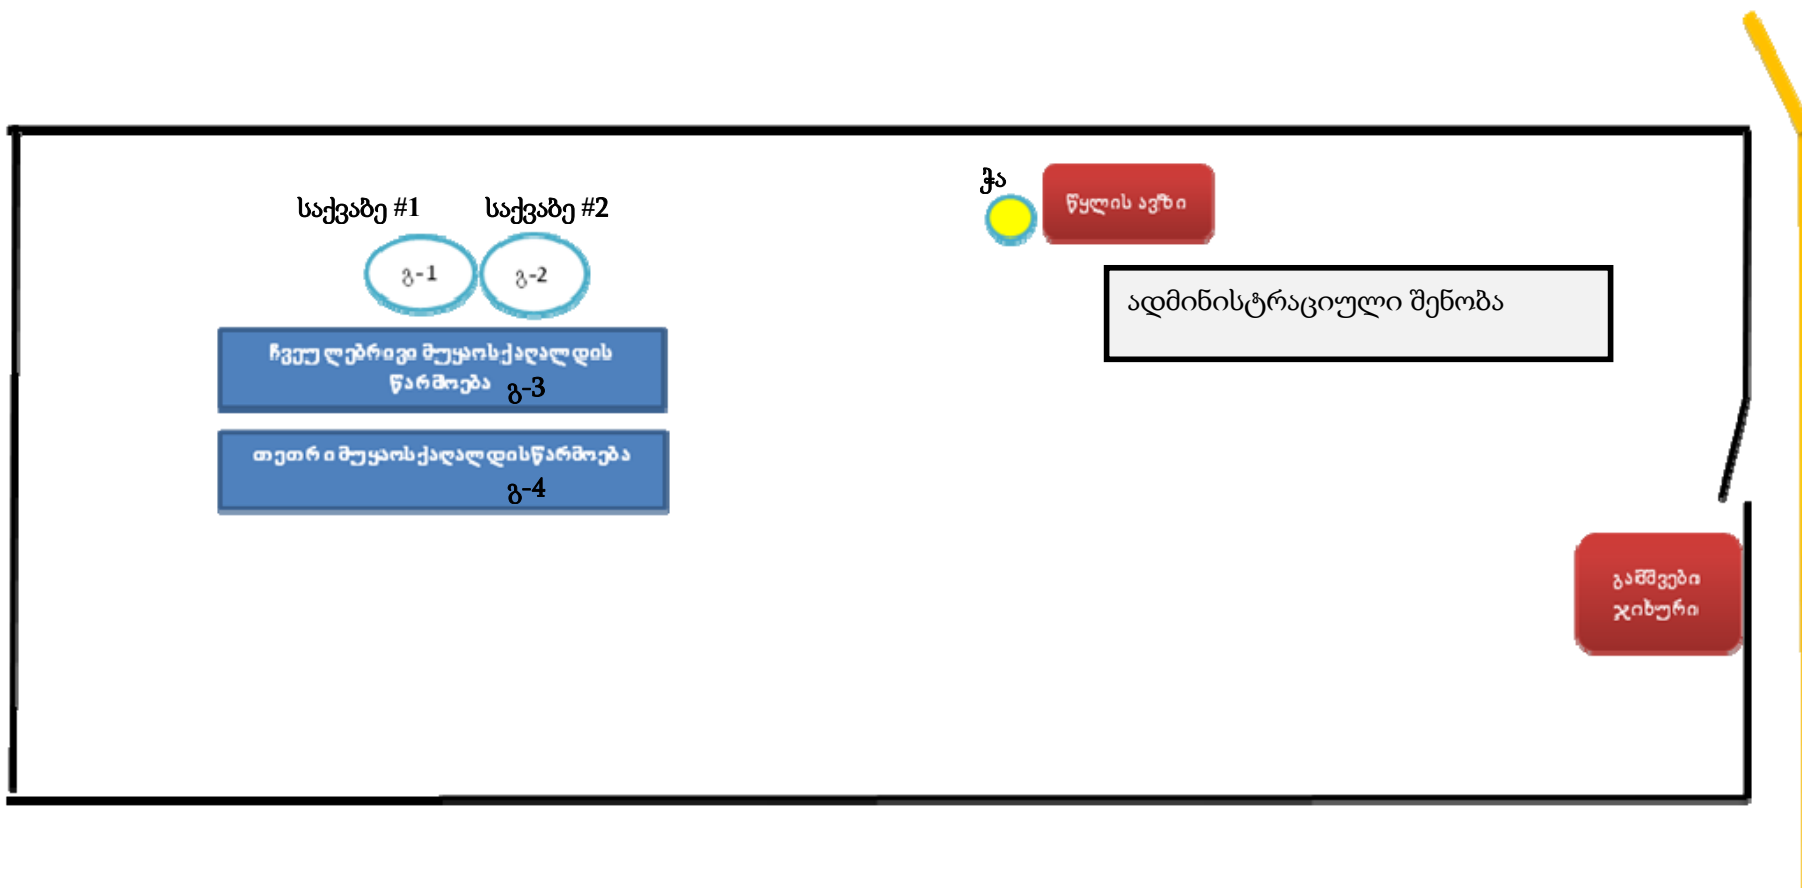 ჭა
წყლის ავზი
საქვაბე #1
საქვაბე #2
გ-1
გ-2
ადმინისტრაციული შენობა
ჩვეულებრივი მუყაოსქაღალდის
წარმოება გ-3
თეთრი მუყაოსქაღალდისწარმოება
გ-4
გამშვები
ჯიხური